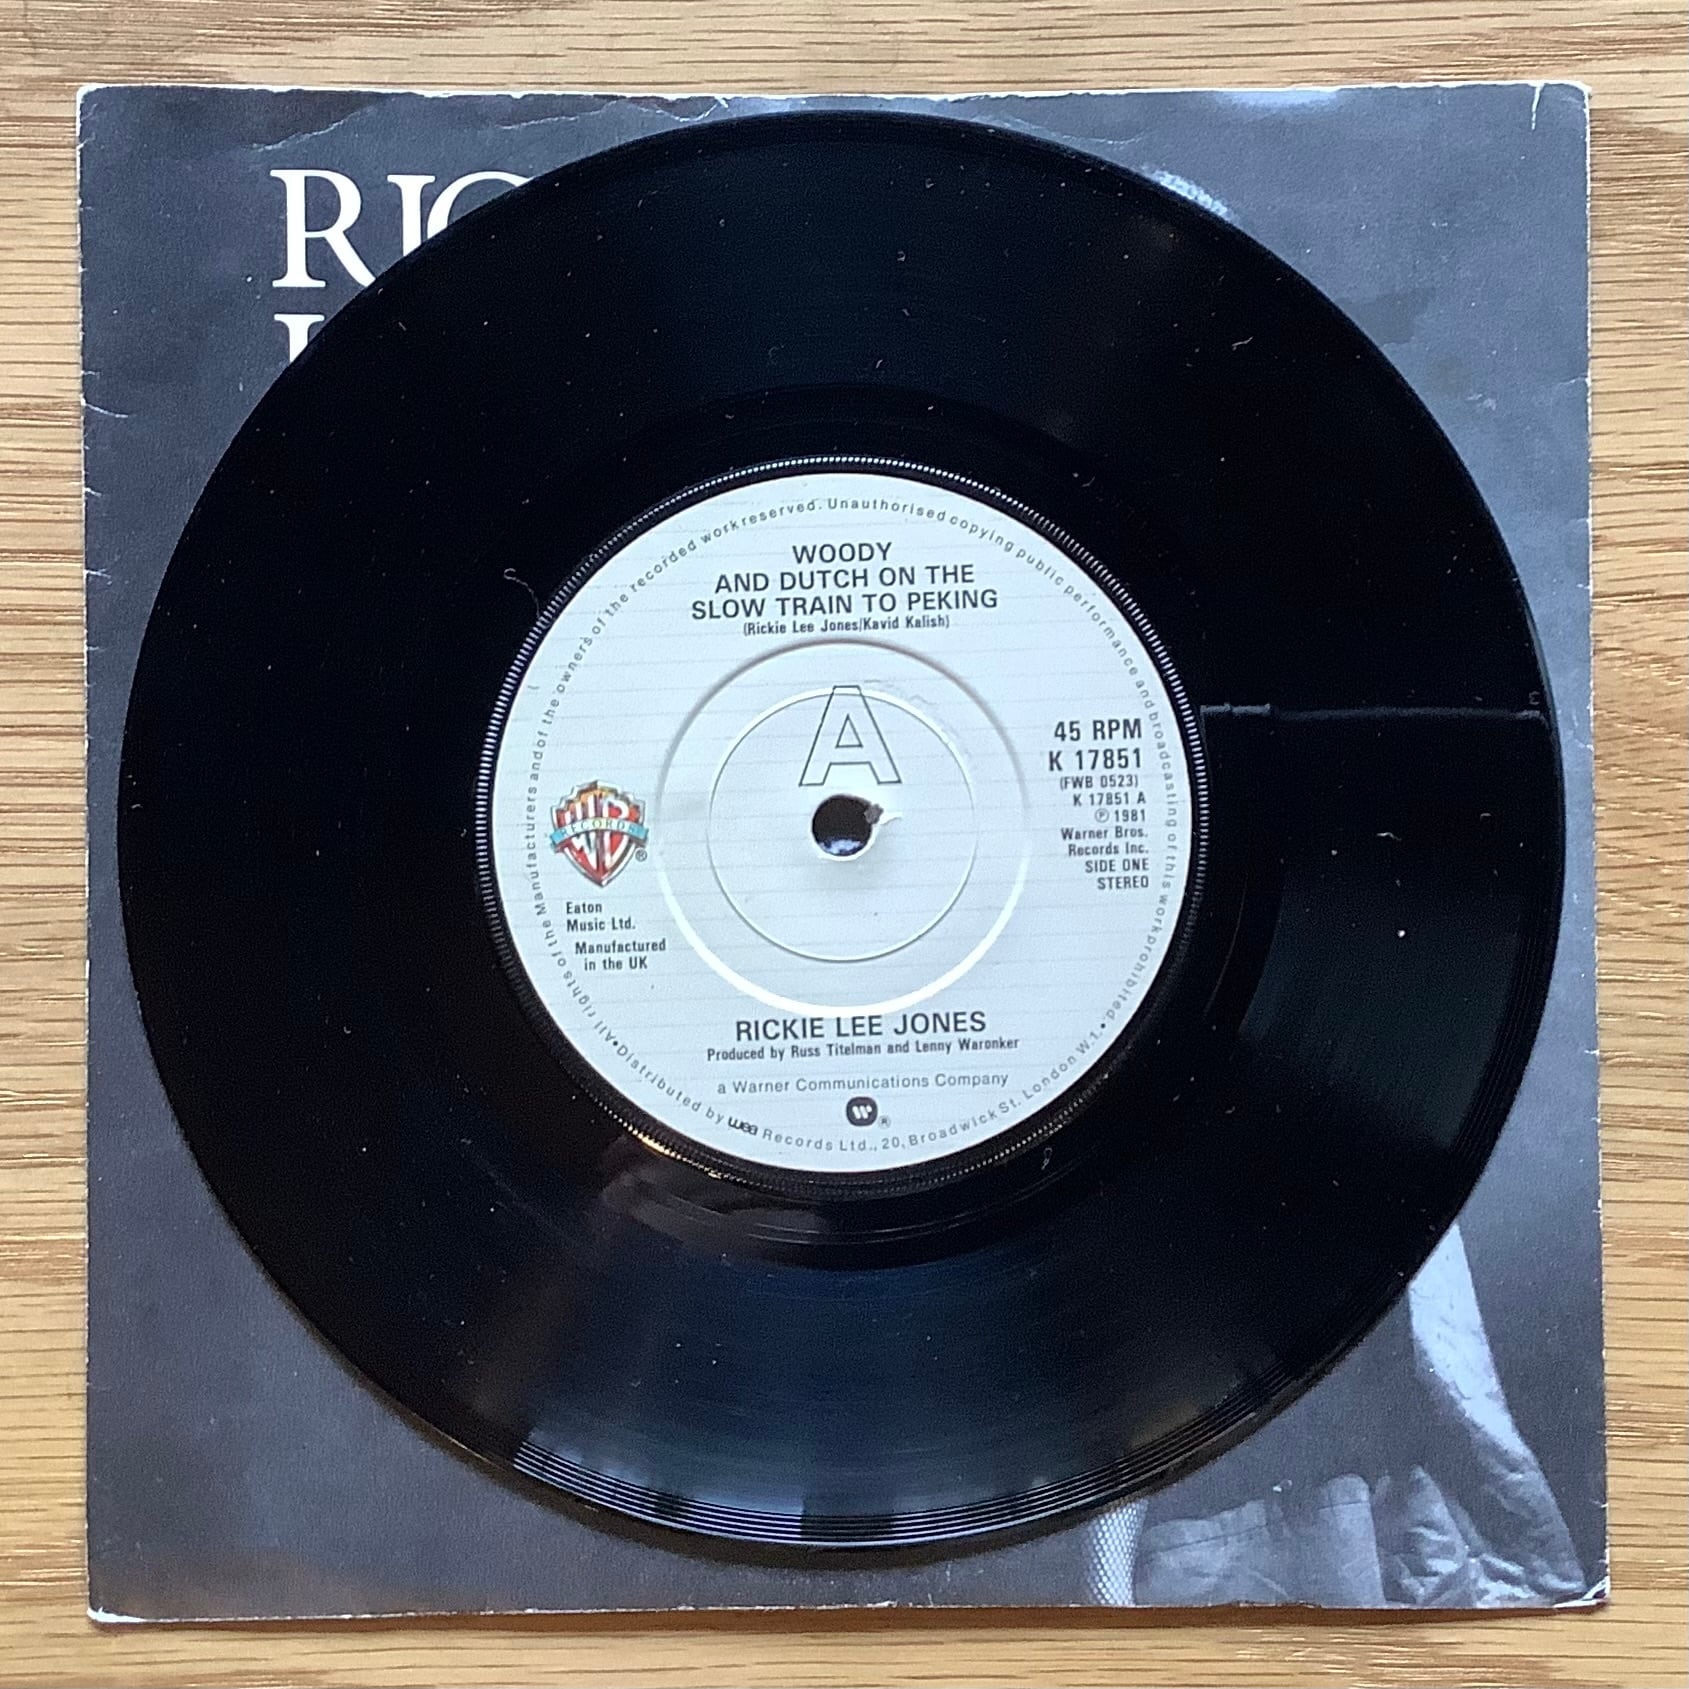 RIC
WOODY
AND DUTCH ON THE
SLOW TRAIN TO PEKING
(Rickie Lee Jones/Kavid Kalish)
A
45 RPM
K 17851
(FWB 0523)
K 17851 A
℗ 1981
Warner Bros.
Records Inc.
SIDE ONE
STEREO
WB
RECORDS
®
Eaton
Music Ltd.
Manufactured
in the UK
RICKIE LEE JONES
Produced by Russ Titelman and Lenny Waronker
a Warner Communications Company
W ®
All rights of the Manufacturers and of the owners of the recorded work reserved. Unauthorised copying public performance and broadcasting of this work prohibited.
• Distributed by wea Records Ltd., 20, Broadwick St. London W.1. •